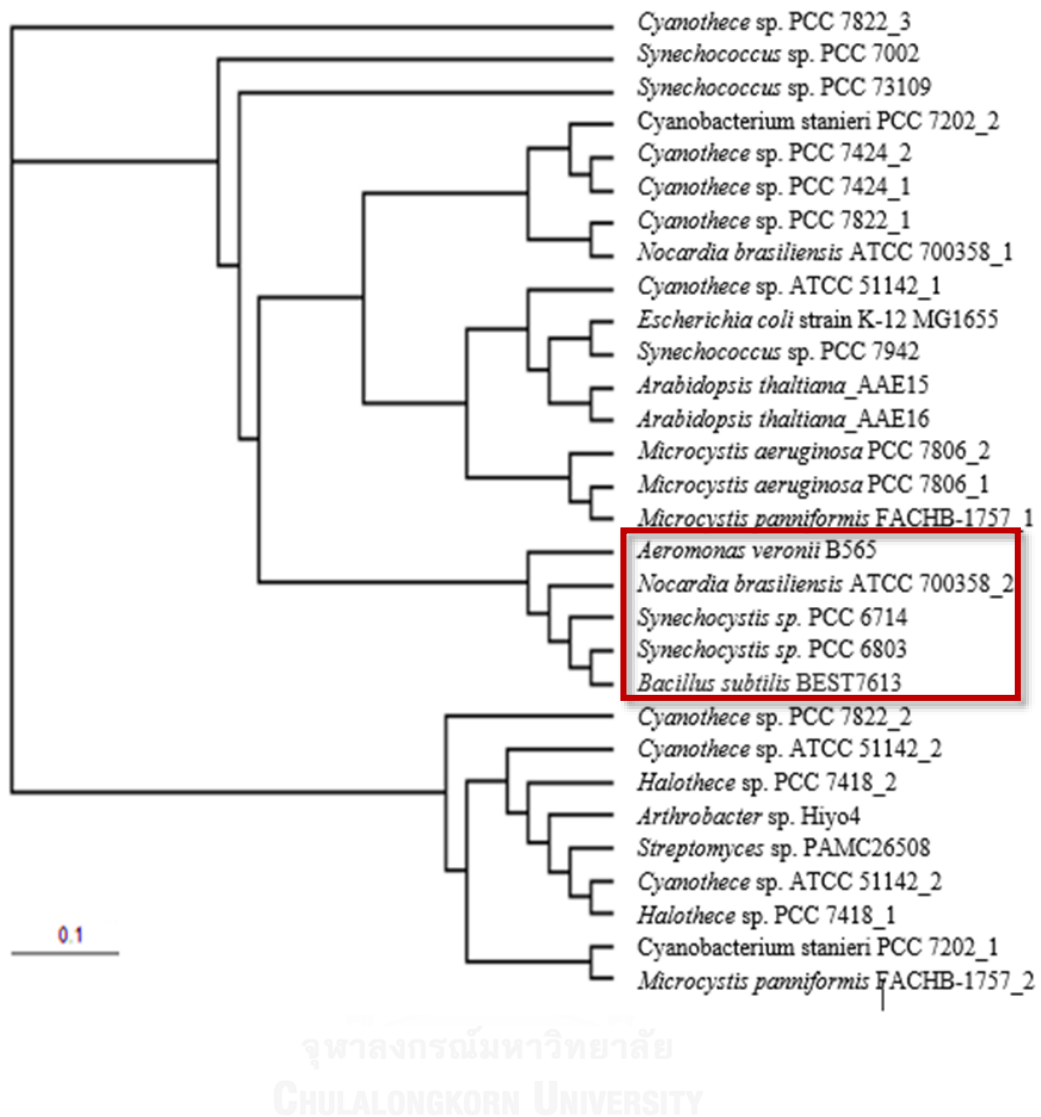 Cyanothece sp. PCC 7822_3
Synechococcus sp. PCC 7002
Synechococcus sp. PCC 73109
Cyanobacterium stanieri PCC 7202_2
Cyanothece sp. PCC 7424_2
Cyanothece sp. PCC 7424_1
Cyanothece sp. PCC 7822_1
Nocardia brasiliensis ATCC 700358_1
Cyanothece sp. ATCC 51142_1
Escherichia coli strain K-12 MG1655
Synechococcus sp. PCC 7942
Arabidopsis thaltiana_AAE15
Arabidopsis thaltiana_AAE16
Microcystis aeruginosa PCC 7806_2
Microcystis aeruginosa PCC 7806_1
Microcystis panniformis FACHB-1757_1
Aeromonas veronii B565
Nocardia brasiliensis ATCC 700358_2
Synechocystis sp. PCC 6714
Synechocystis sp. PCC 6803
Bacillus subtilis BEST7613
Cyanothece sp. PCC 7822_2
Cyanothece sp. ATCC 51142_2
Halothece sp. PCC 7418_2
Arthrobacter sp. Hiyo4
Streptomyces sp. PAMC26508
Cyanothece sp. ATCC 51142_2
Halothece sp. PCC 7418_1
0.1
Cyanobacterium stanieri PCC 7202_1
Microcystis panniformis FACHB-1757_2
จุฬาลงกรณ์มหาวิทยาลัย
CHULALONGKORN UNIVERSITY